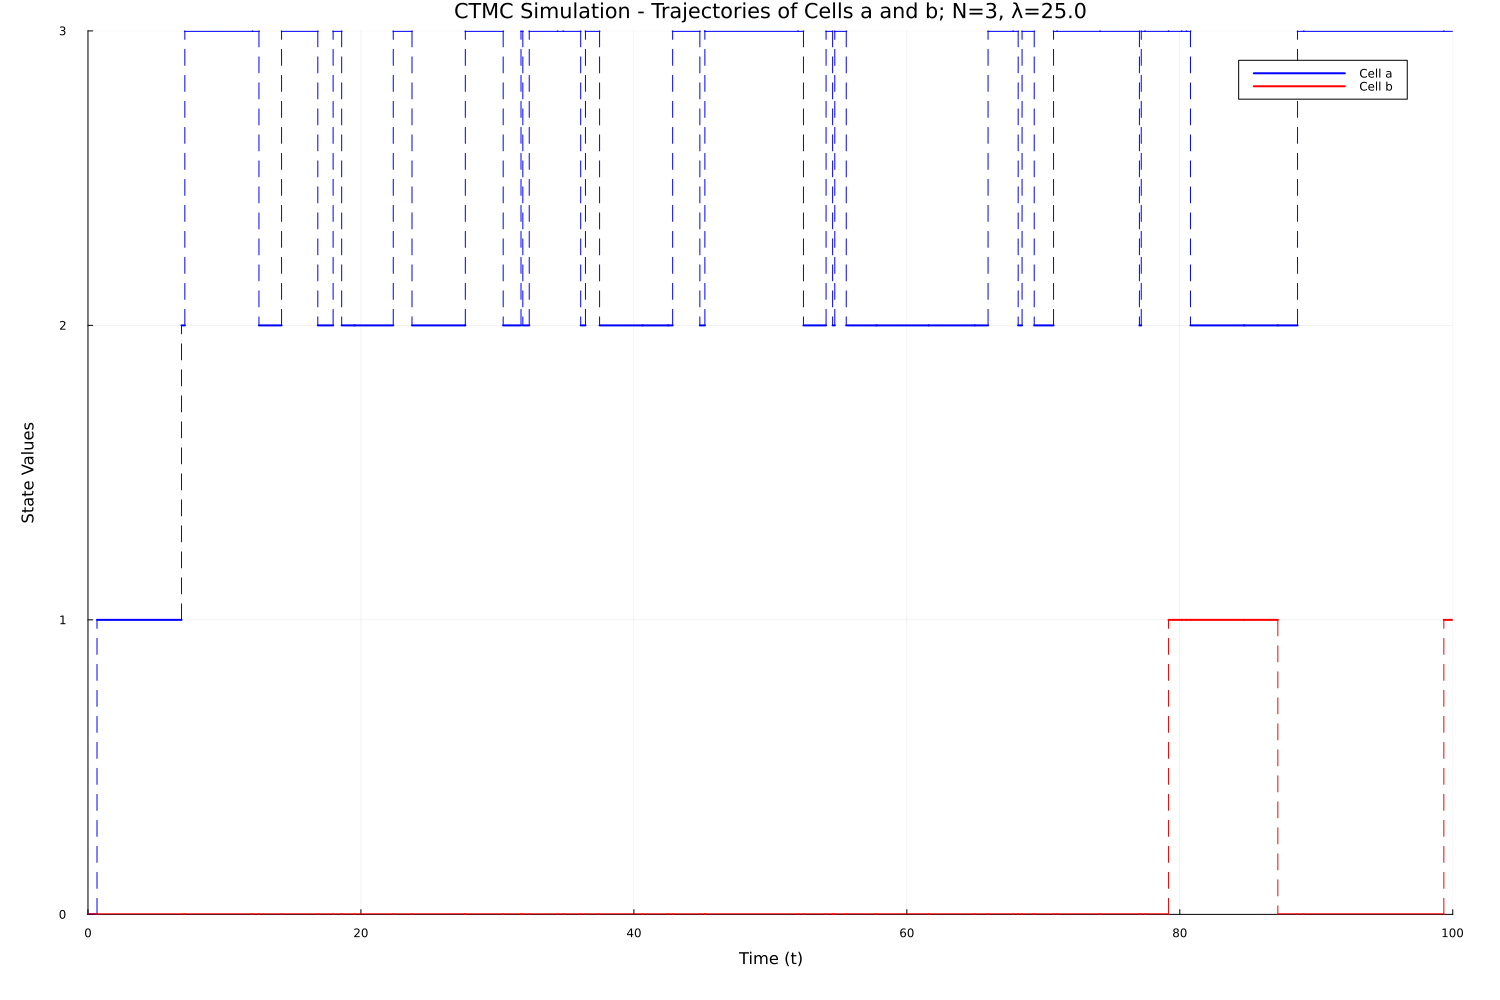 CTMC Simulation - Trajectories of Cells a and b; N=3, λ=25.0
3
Cell a
Cell b
2
State Values
1
0
0 20 40 60 80 100
Time (t)